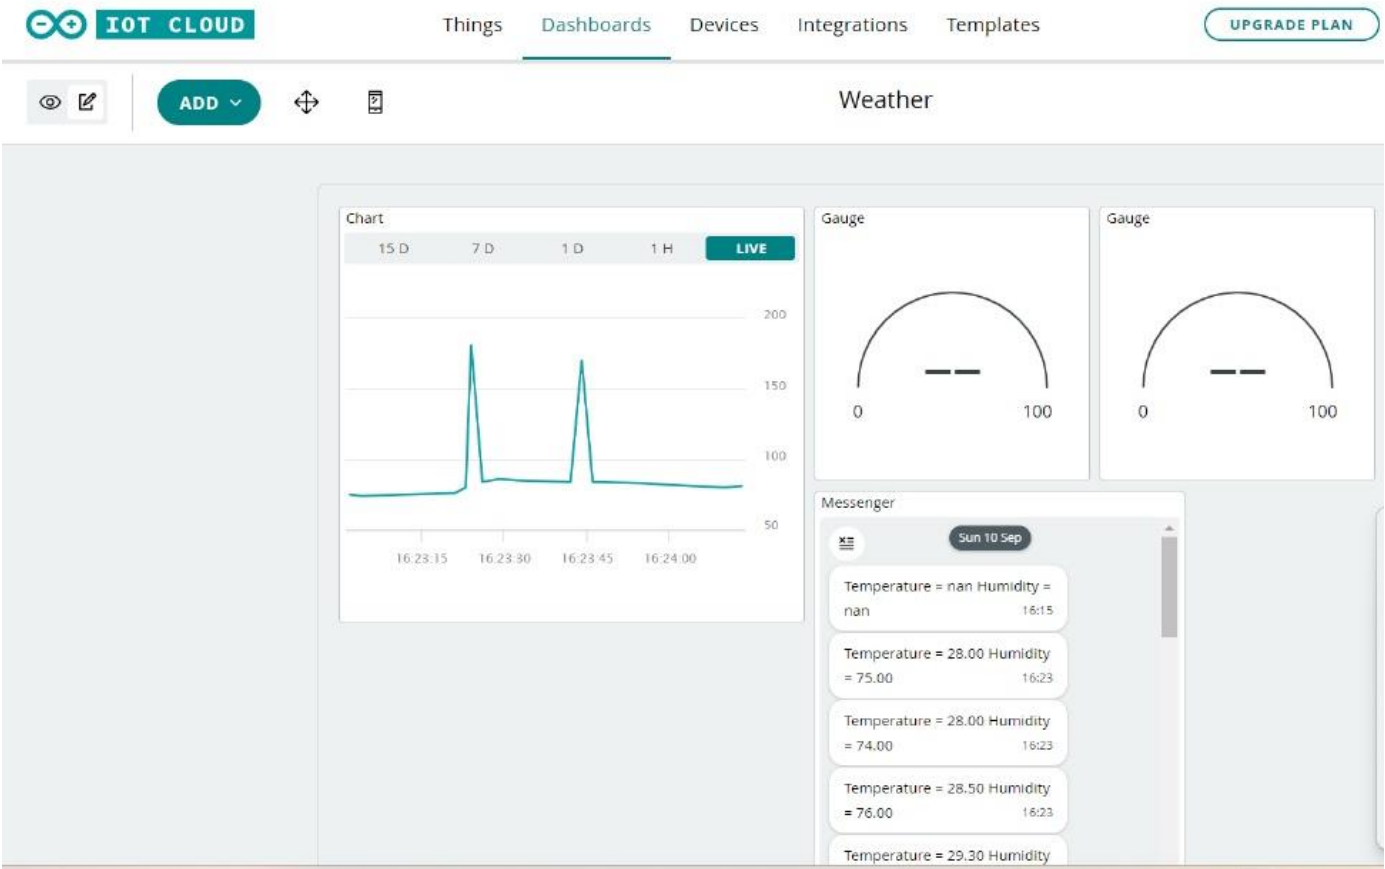 IOT CLOUD
Things Dashboards Devices Integrations Templates
UPGRADE PLAN
ADD
Weather
Chart
15 D 7 D 1 D 1 H LIVE
200
150
100
50
16:23:15 16:23:30 16:23:45 16:24:00
Gauge
--
0 100
Gauge
--
0 100
Messenger
Sun 10 Sep
Temperature = nan Humidity =
nan 16:15
Temperature = 28.00 Humidity
= 75.00 16:23
Temperature = 28.00 Humidity
= 74.00 16:23
Temperature = 28.50 Humidity
= 76.00 16:23
Temperature = 29.30 Humidity